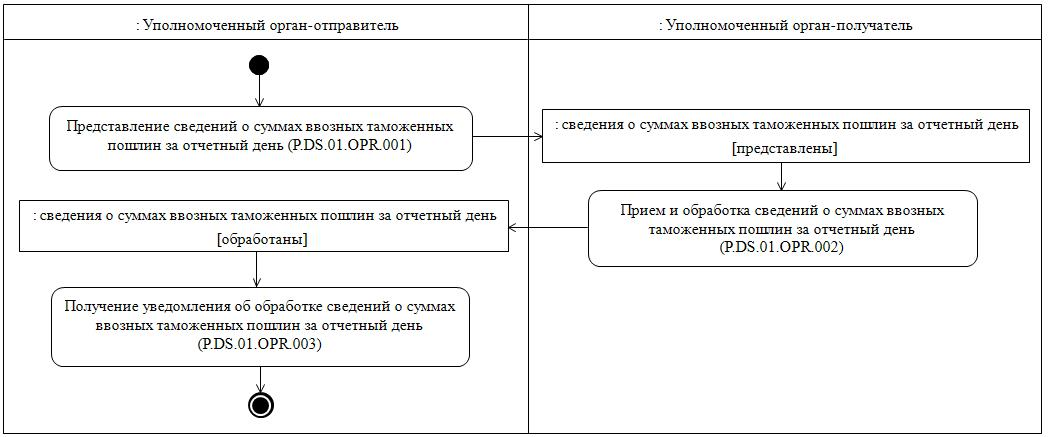 : Уполномоченный орган-отправитель
: Уполномоченный орган-получатель
Представление сведений о суммах ввозных таможенных
пошлин за отчетный день (P.DS.01.OPR.001)
: сведения о суммах ввозных таможенных пошлин за отчетный день
[представлены]
Прием и обработка сведений о суммах ввозных
таможенных пошлин за отчетный день
(P.DS.01.OPR.002)
: сведения о суммах ввозных таможенных пошлин за отчетный день
[обработаны]
Получение уведомления об обработке сведений о суммах
ввозных таможенных пошлин за отчетный день
(P.DS.01.OPR.003)